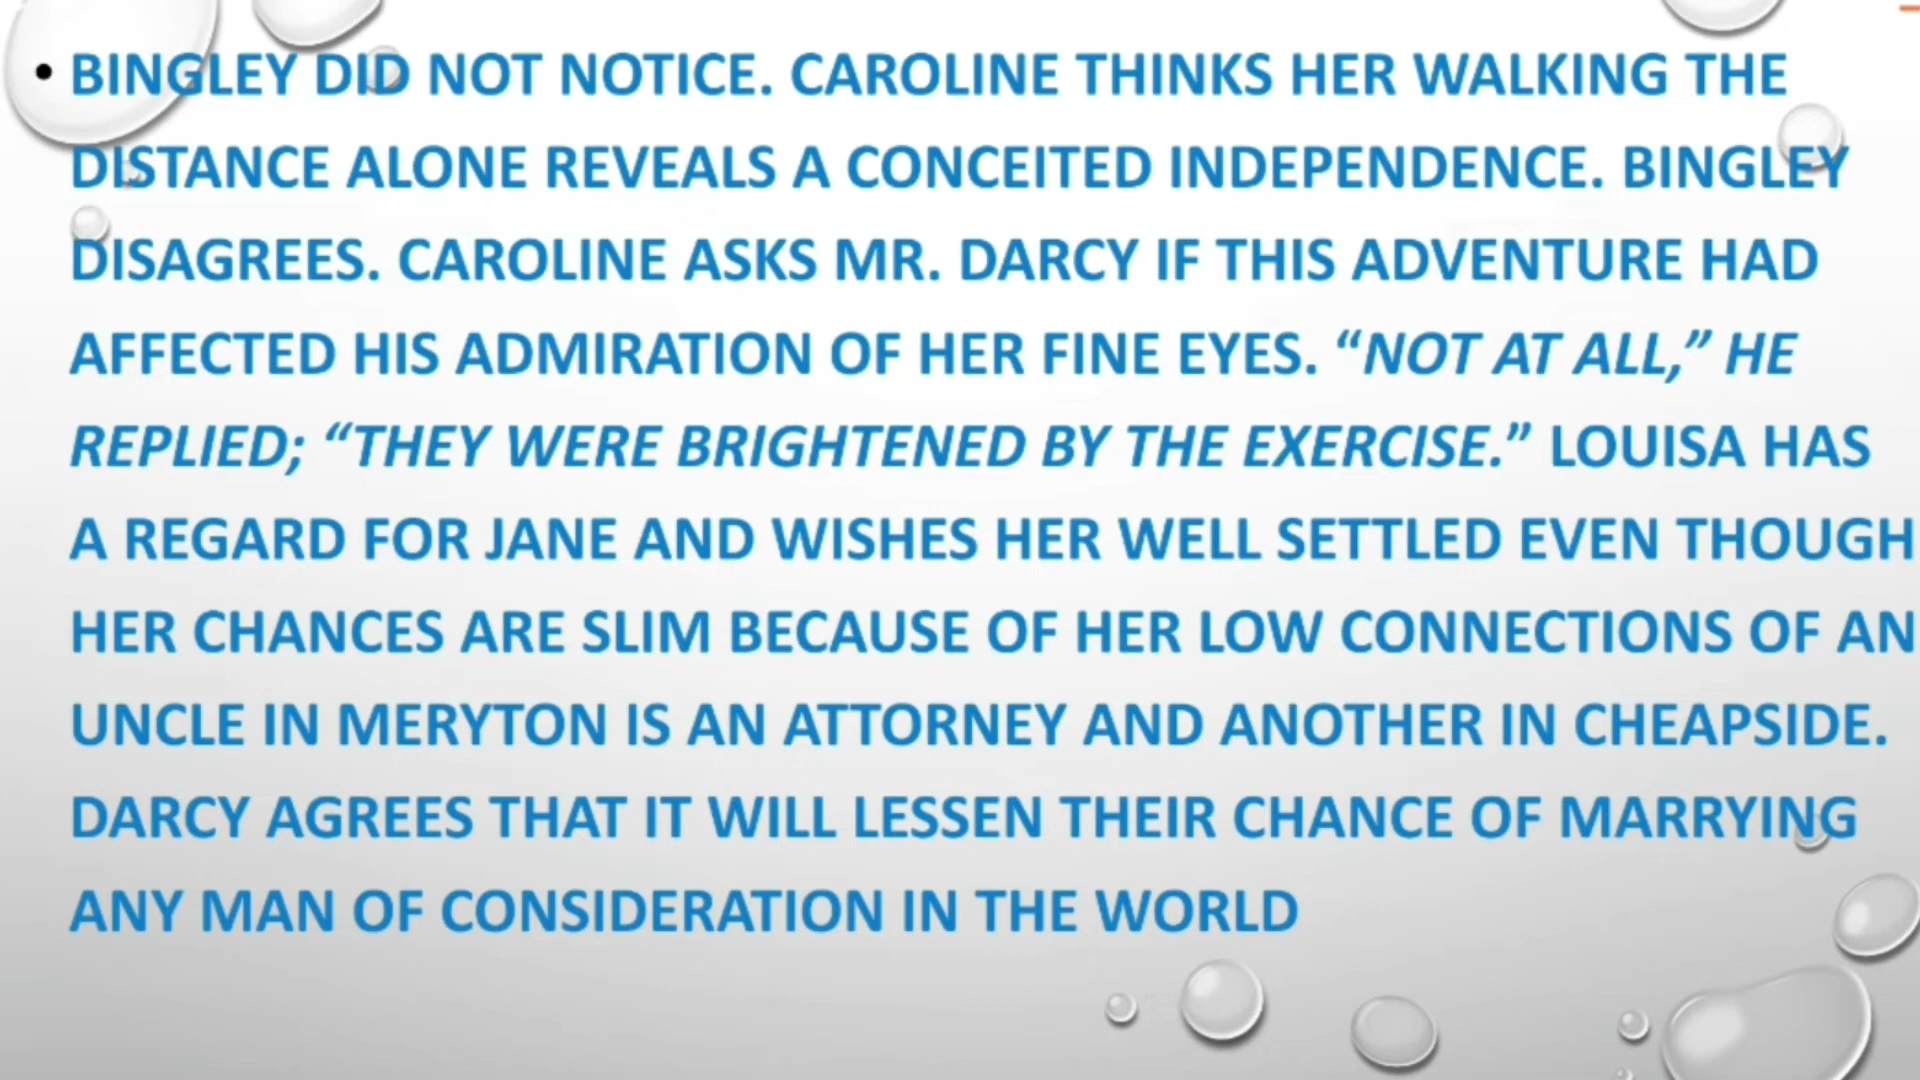 • BINGLEY DID NOT NOTICE. CAROLINE THINKS HER WALKING THE
DISTANCE ALONE REVEALS A CONCEITED INDEPENDENCE. BINGLEY
DISAGREES. CAROLINE ASKS MR. DARCY IF THIS ADVENTURE HAD
AFFECTED HIS ADMIRATION OF HER FINE EYES. “NOT AT ALL,” HE
REPLIED; “THEY WERE BRIGHTENED BY THE EXERCISE.” LOUISA HAS
A REGARD FOR JANE AND WISHES HER WELL SETTLED EVEN THOUGH
HER CHANCES ARE SLIM BECAUSE OF HER LOW CONNECTIONS OF AN
UNCLE IN MERYTON IS AN ATTORNEY AND ANOTHER IN CHEAPSIDE.
DARCY AGREES THAT IT WILL LESSEN THEIR CHANCE OF MARRYING
ANY MAN OF CONSIDERATION IN THE WORLD